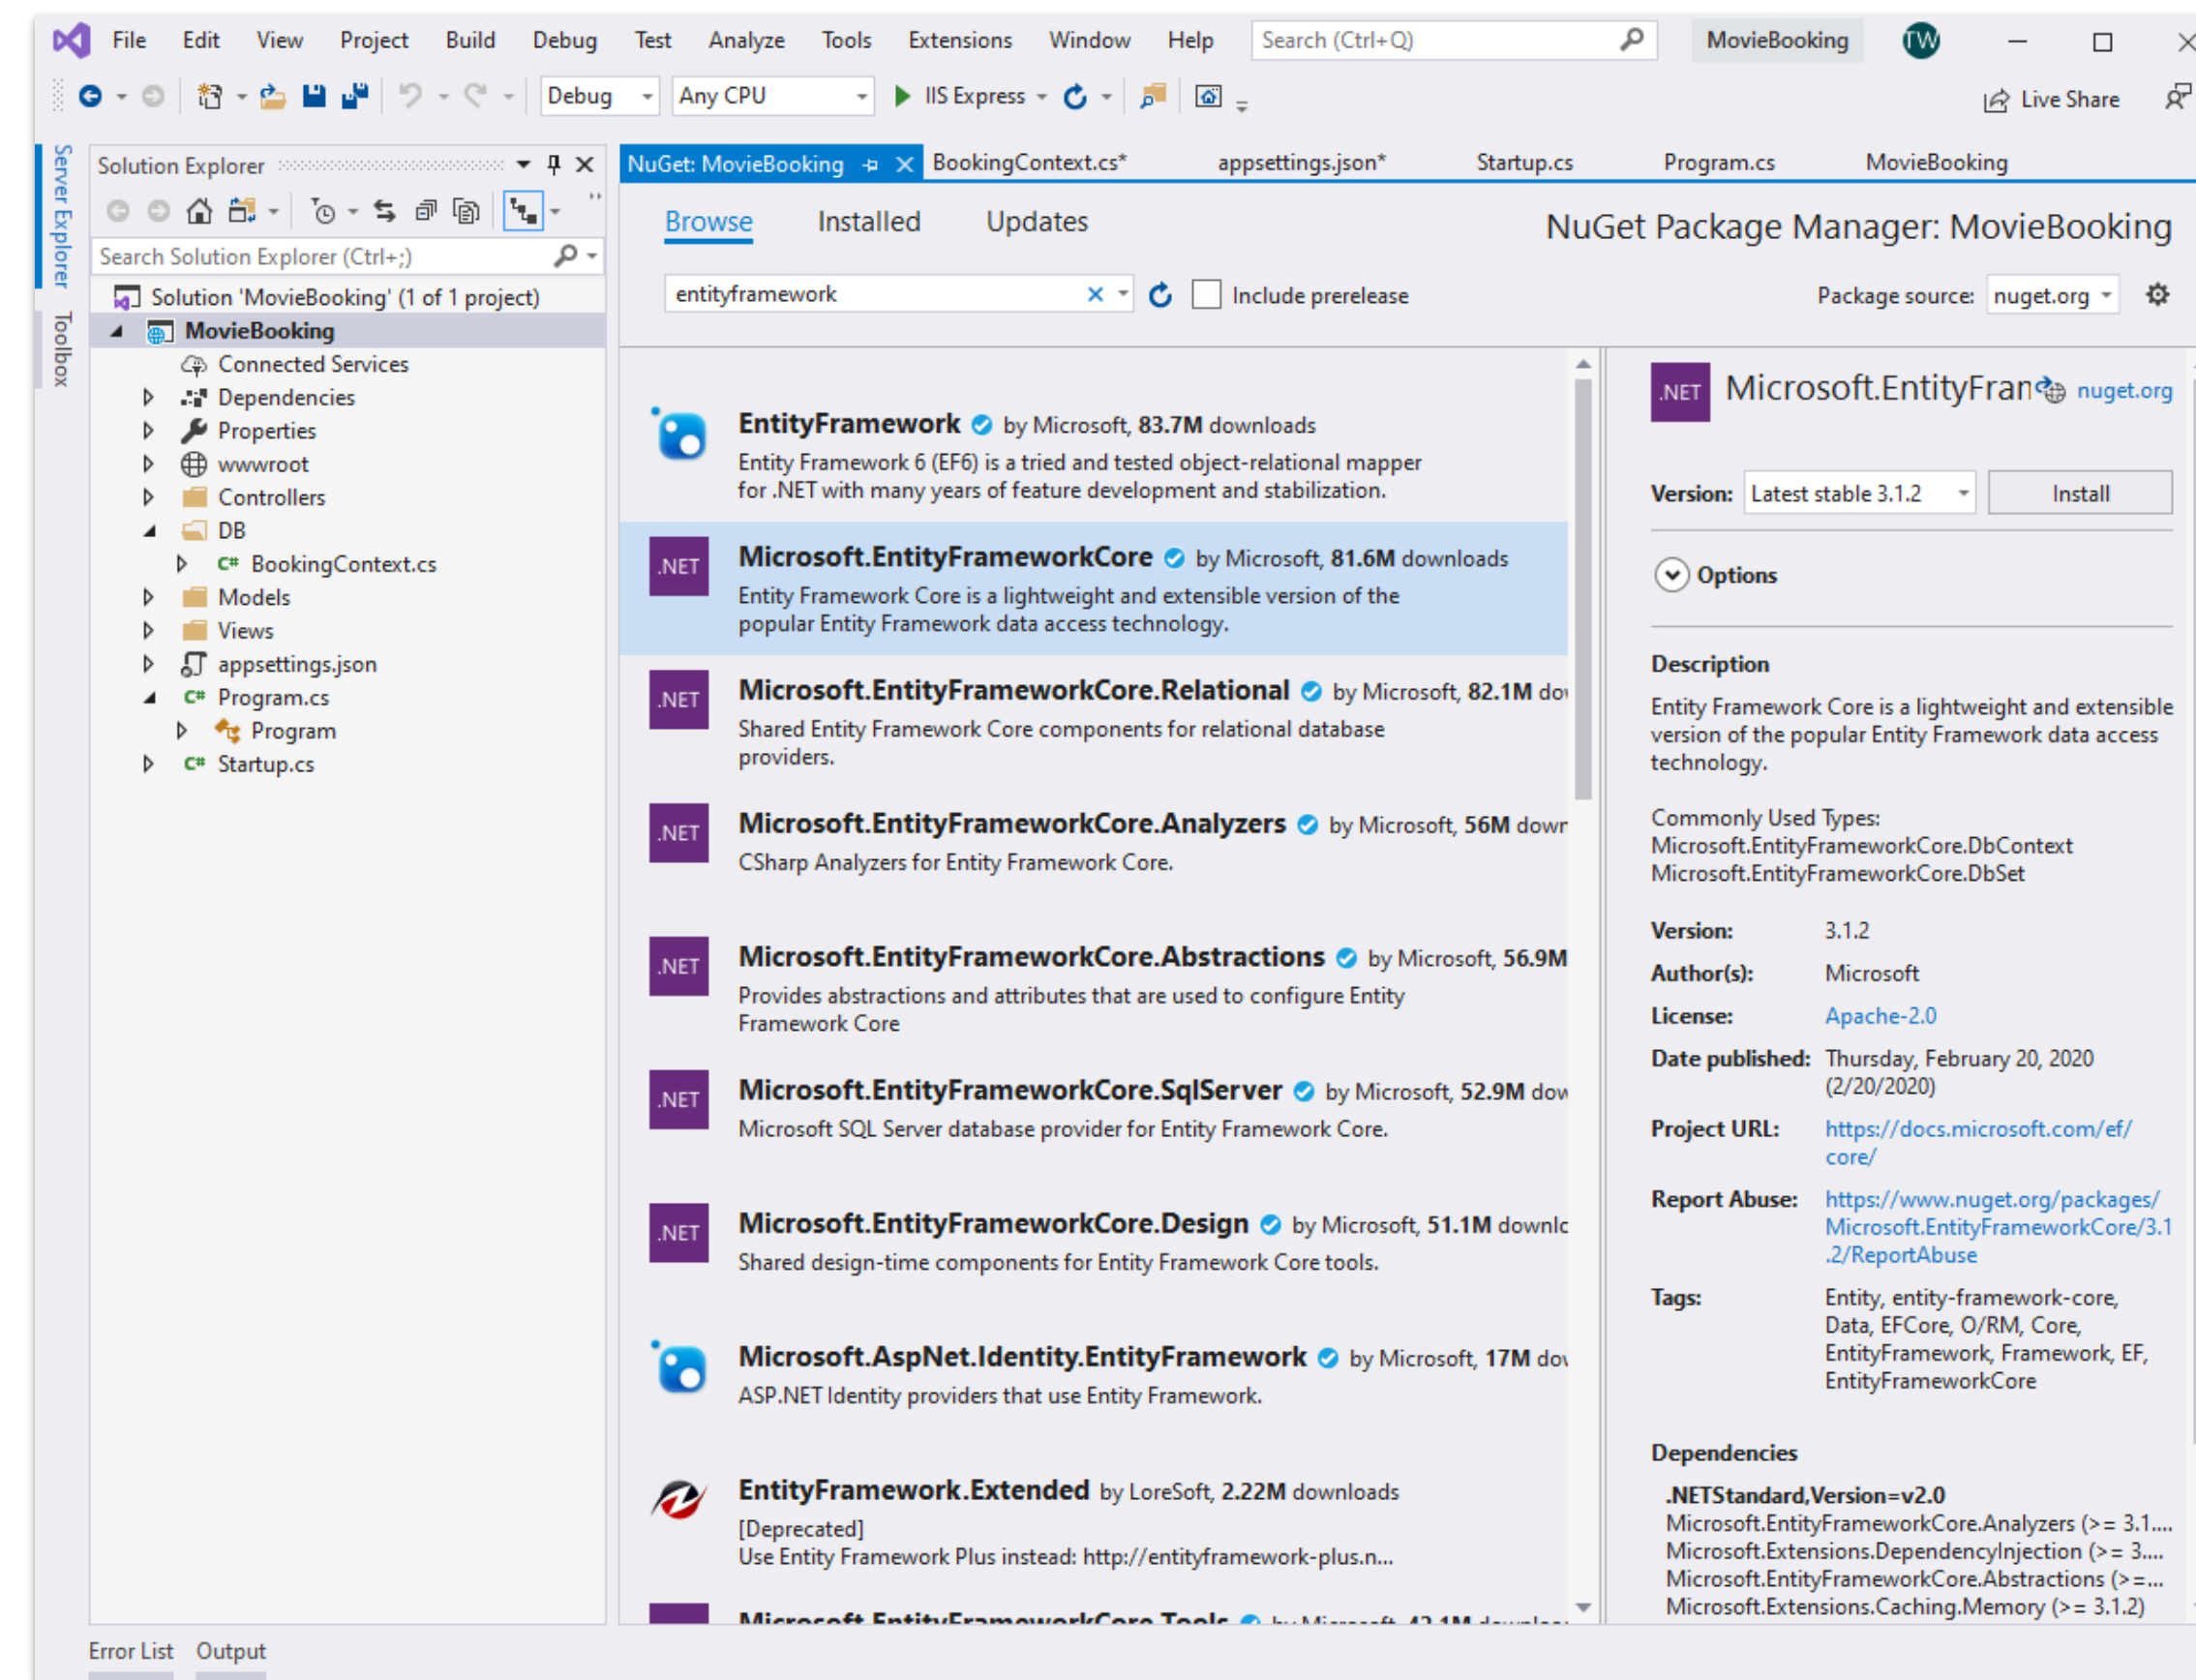 File Edit View Project Build Debug Test Analyze Tools Extensions Window Help Search (Ctrl+Q) MovieBooking TW
Debug Any CPU IIS Express Live Share
Server Explorer
Toolbox
Solution Explorer
Search Solution Explorer (Ctrl+;)
Solution 'MovieBooking' (1 of 1 project)
MovieBooking
Connected Services
Dependencies
Properties
wwwroot
Controllers
DB
C# BookingContext.cs
Models
Views
appsettings.json
C# Program.cs
Program
C# Startup.cs
NuGet: MovieBooking BookingContext.cs* appsettings.json* Startup.cs Program.cs MovieBooking
Browse Installed Updates
NuGet Package Manager: MovieBooking
entityframework Include prerelease
Package source: nuget.org
EntityFramework by Microsoft, 83.7M downloads
Entity Framework 6 (EF6) is a tried and tested object-relational mapper
for .NET with many years of feature development and stabilization.
.NET Microsoft.EntityFrameworkCore by Microsoft, 81.6M downloads
Entity Framework Core is a lightweight and extensible version of the
popular Entity Framework data access technology.
.NET Microsoft.EntityFrameworkCore.Relational by Microsoft, 82.1M
Shared Entity Framework Core components for relational database
providers.
.NET Microsoft.EntityFrameworkCore.Analyzers by Microsoft, 56M
CSharp Analyzers for Entity Framework Core.
.NET Microsoft.EntityFrameworkCore.Abstractions by Microsoft, 56.9M
Provides abstractions and attributes that are used to configure Entity
Framework Core
.NET Microsoft.EntityFrameworkCore.SqlServer by Microsoft, 52.9M
Microsoft SQL Server database provider for Entity Framework Core.
.NET Microsoft.EntityFrameworkCore.Design by Microsoft, 51.1M
Shared design-time components for Entity Framework Core tools.
Microsoft.AspNet.Identity.EntityFramework by Microsoft, 17M
ASP.NET Identity providers that use Entity Framework.
EntityFramework.Extended by LoreSoft, 2.22M downloads
[Deprecated]
Use Entity Framework Plus instead: http://entityframework-plus.n...
Microsoft.EntityFrameworkCore.Tools by Microsoft,
.NET Microsoft.EntityFran nuget.org
Version: Latest stable 3.1.2 Install
Options
Description
Entity Framework Core is a lightweight and extensible
version of the popular Entity Framework data access
technology.
Commonly Used Types:
Microsoft.EntityFrameworkCore.DbContext
Microsoft.EntityFrameworkCore.DbSet
Version: 3.1.2
Author(s): Microsoft
License: Apache-2.0
Date published: Thursday, February 20, 2020
(2/20/2020)
Project URL: https://docs.microsoft.com/ef/
core/
Report Abuse: https://www.nuget.org/packages/
Microsoft.EntityFrameworkCore/3.1
.2/ReportAbuse
Tags: Entity, entity-framework-core,
Data, EFCore, O/RM, Core,
EntityFramework, Framework, EF,
EntityFrameworkCore
Dependencies
.NETStandard,Version=v2.0
Microsoft.EntityFrameworkCore.Analyzers (>= 3.1....
Microsoft.Extensions.DependencyInjection (>= 3....
Microsoft.EntityFrameworkCore.Abstractions (>=...
Microsoft.Extensions.Caching.Memory (>= 3.1.2)
Error List Output